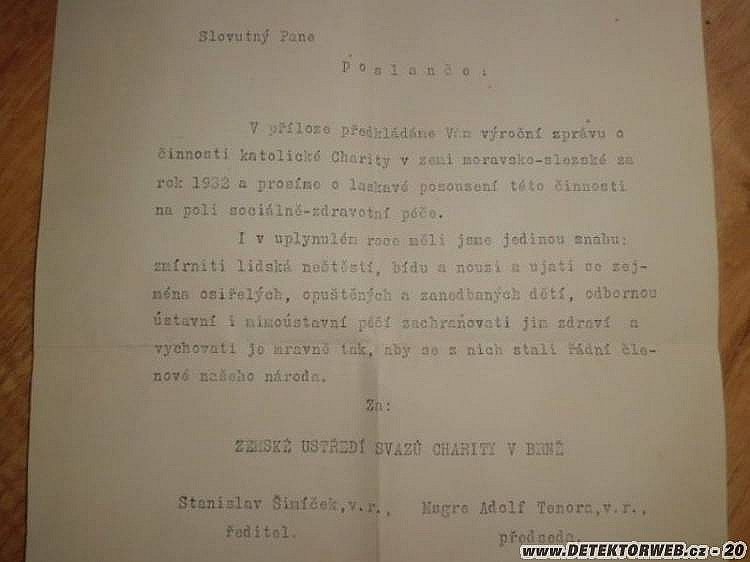 Slovutný Pane
poslanče:
V příloze předkládáme Vám výroční zprávu o
činnosti katolické Charity v zemi moravsko-slezské za
rok 1932 a prosíme o laskavé posouzení této činnosti
na poli sociálně-zdravotní péče.
I v uplynulém roce měli jsme jedinou snahu:
zmírniti lidská neštěstí, bídu a nouzi a ujati se zej-
ména osiřelých, opuštěných a zanedbaných dětí, odbornou
ústavní i mimoústavní péčí zachraňovati jim zdraví a
vychovati je mravně tak, aby se z nich stali řádní čle-
nové našeho národa.
Za:
ZEMSKÉ USTŘEDÍ SVAZŮ CHARITY V BRNĚ
Stanislav Šimíček,v.r., Msgre Adolf Tenora,v.r.,
ředitel. předseda.
www.DETEKTORWEB.cz - 20